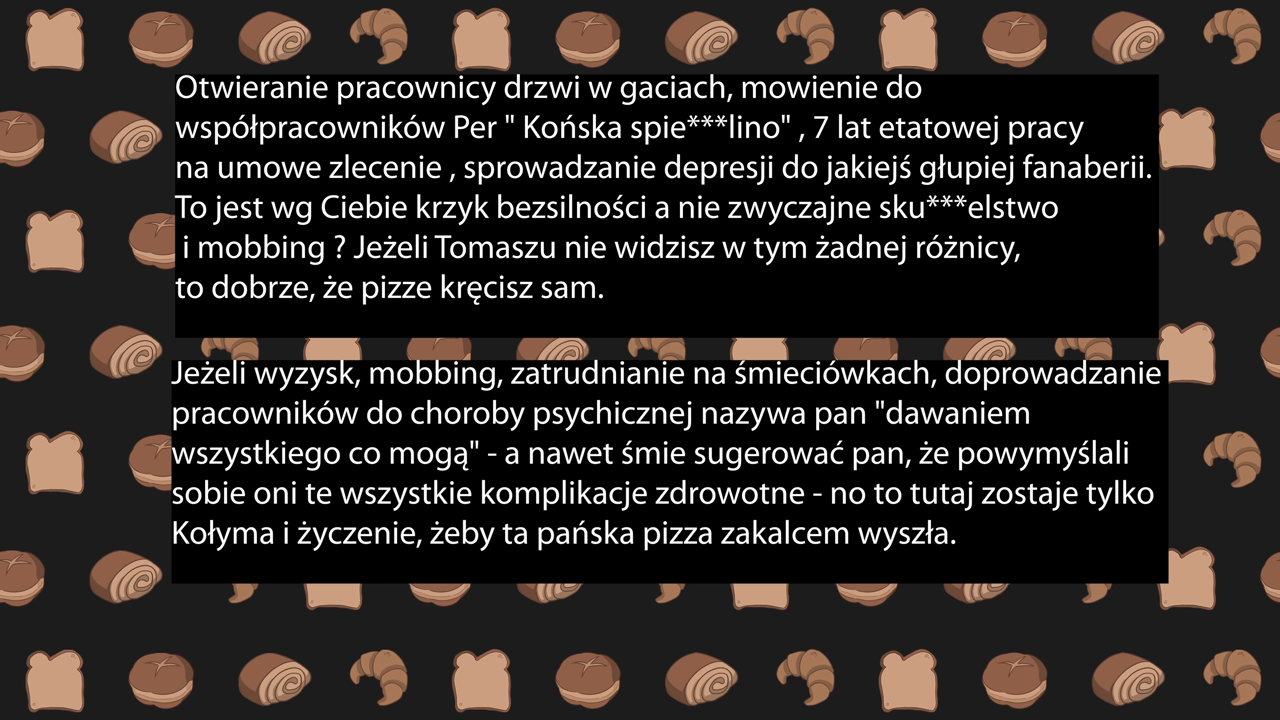 Otwieranie pracownicy drzwi w gaciach, mowienie do
współpracowników Per " Końska spie***lino" , 7 lat etatowej pracy
na umowe zlecenie , sprowadzanie depresji do jakiejś głupiej fanaberii.
To jest wg Ciebie krzyk bezsilności a nie zwyczajne sku***elstwo
i mobbing ? Jeżeli Tomaszu nie widzisz w tym żadnej różnicy,
to dobrze, że pizze kręcisz sam.
Jeżeli wyzysk, mobbing, zatrudnianie na śmieciówkach, doprowadzanie
pracowników do choroby psychicznej nazywa pan "dawaniem
wszystkiego co mogą" - a nawet śmie sugerować pan, że powymyślali
sobie oni te wszystkie komplikacje zdrowotne - no to tutaj zostaje tylko
Kołyma i życzenie, żeby ta pańska pizza zakalcem wyszła.